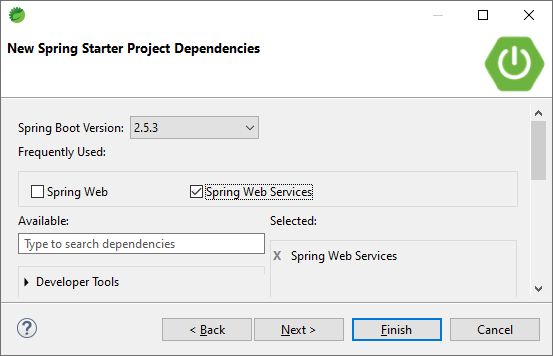 New Spring Starter Project Dependencies
Spring Boot Version: 2.5.3
Frequently Used:
Spring Web Spring Web Services
Available: Selected:
Type to search dependencies
X Spring Web Services
Developer Tools
? < Back Next > Finish Cancel